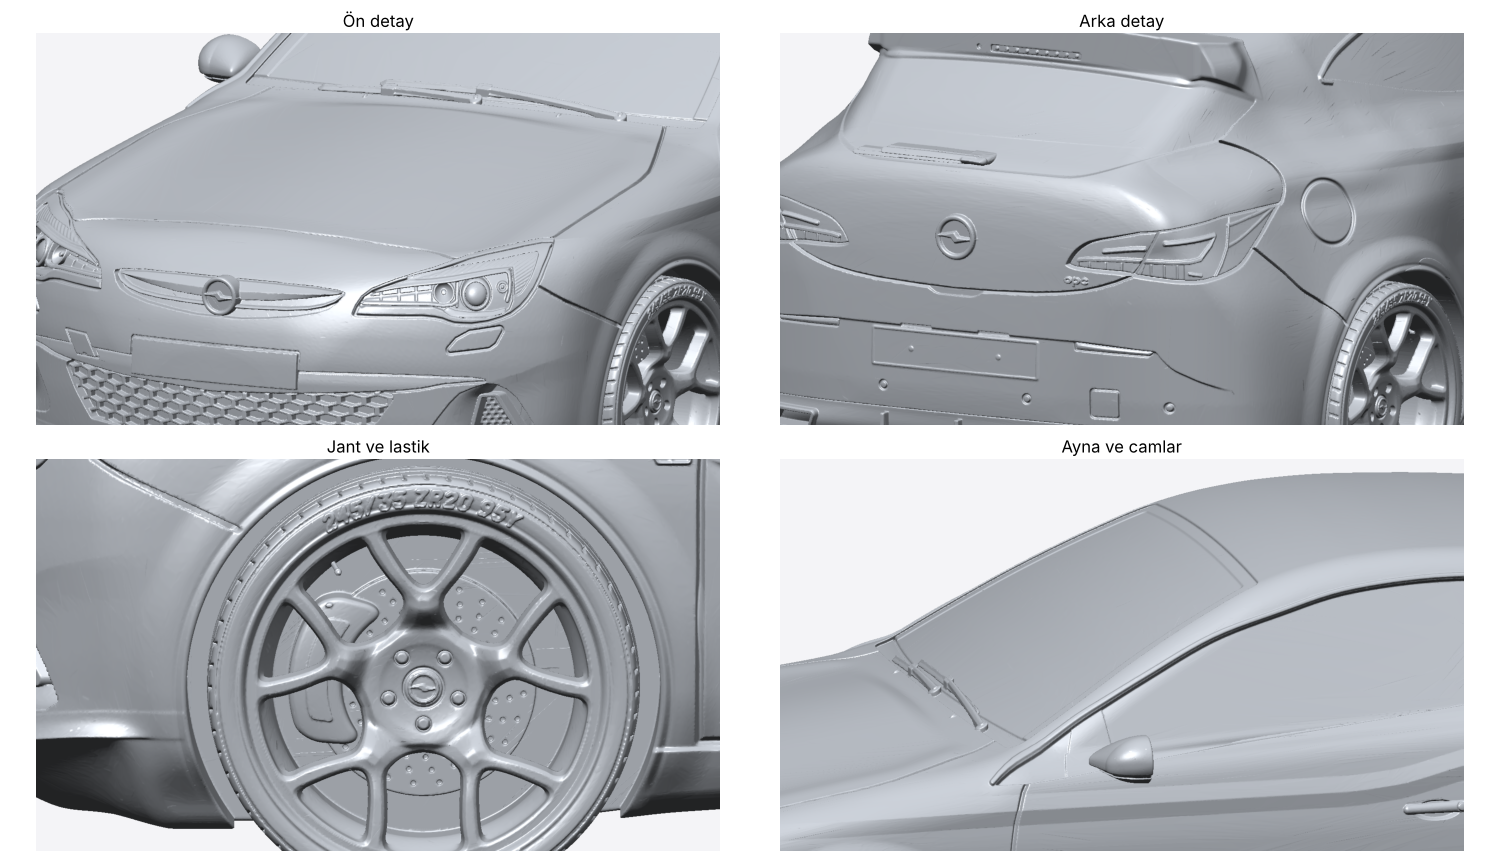 Ön detay
Arka detay
opc
Jant ve lastik
245/35 ZR20 95Y
Ayna ve camlar